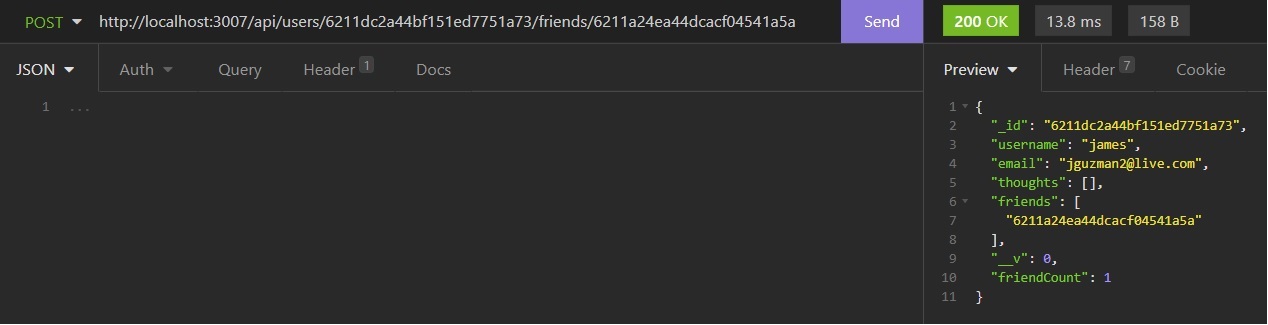 POST http://localhost:3007/api/users/6211dc2a44bf151ed7751a73/friends/6211a24ea44dcacf04541a5a Send 200 OK 13.8 ms 158 B
JSON Auth Query Header 1 Docs Preview Header 7 Cookie
1 ...
1 {
2 "_id": "6211dc2a44bf151ed7751a73",
3 "username": "james",
4 "email": "jguzman2@live.com",
5 "thoughts": [],
6 "friends": [
7 "6211a24ea44dcacf04541a5a"
8 ],
9 "__v": 0,
10 "friendCount": 1
11 }